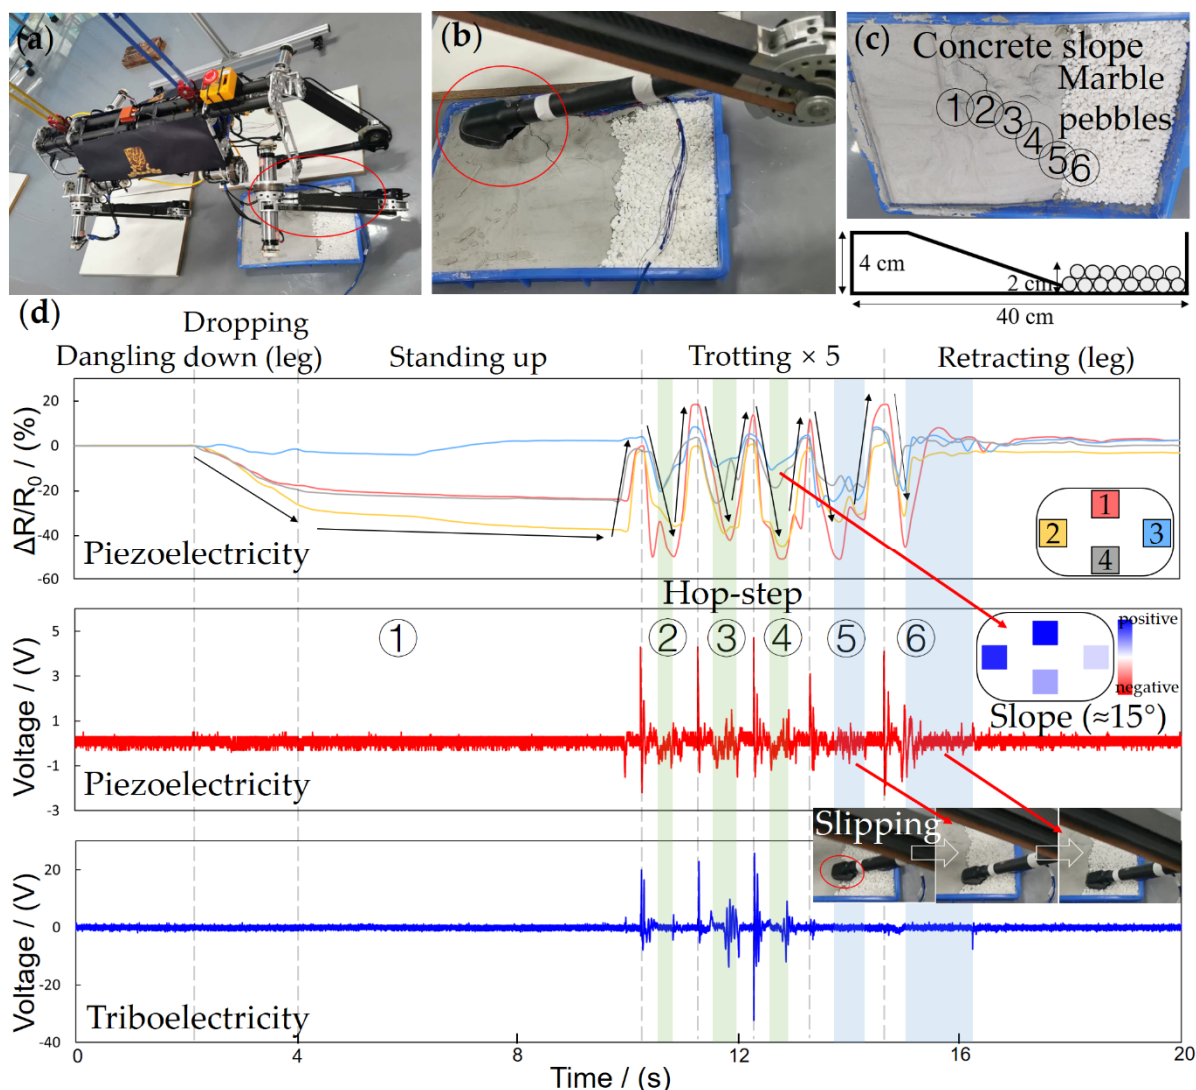 (a)
(b)
(c)
Concrete slope
Marble
pebbles
① ② ③ ④ ⑤ ⑥
4 cm
2 cm
40 cm
(d)
Dropping
Dangling down (leg)
Standing up
Trotting × 5
Retracting (leg)
ΔR/R0 / (%)
20
0
-20
-40
-60
Piezoelectricity
1
2
3
4
Hop-step
① ② ③ ④ ⑤ ⑥
Voltage / (V)
5
3
1
-1
-3
Piezoelectricity
positive
negative
Slope (≈15°)
Slipping
Voltage / (V)
20
0
-20
-40
Triboelectricity
0 4 8 12 16 20
Time / (s)